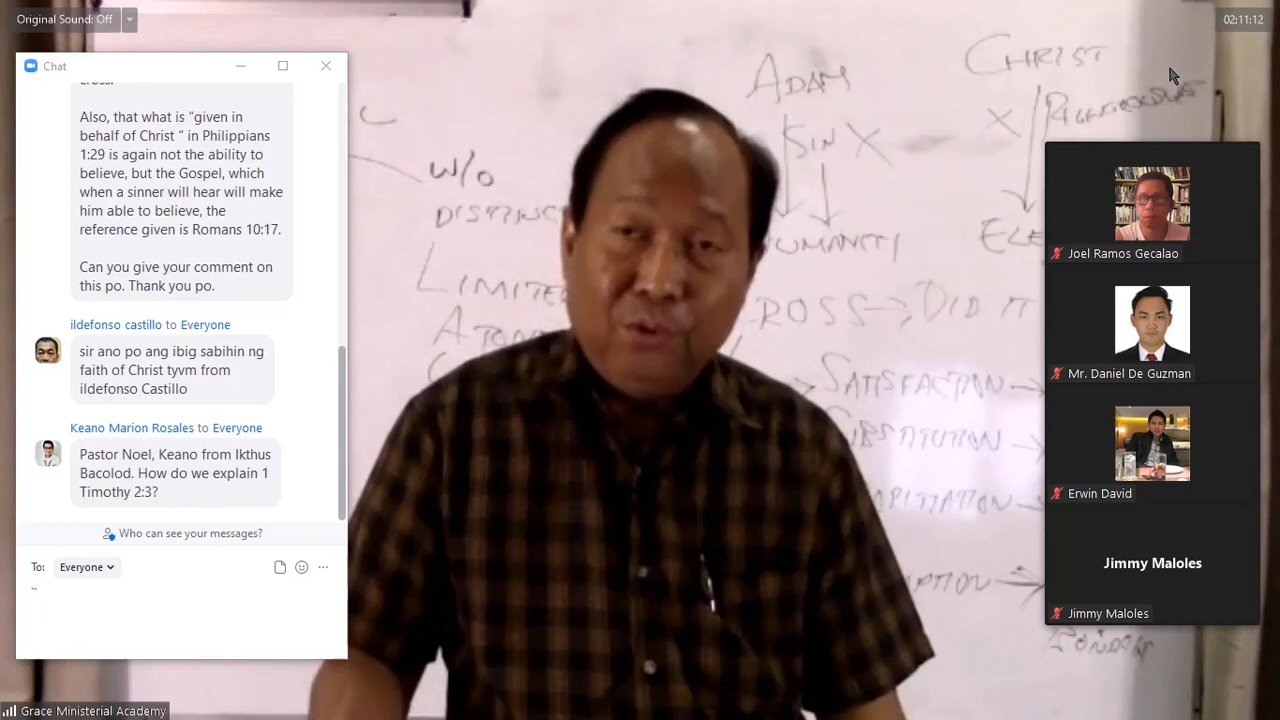 Original Sound: Off
02:11:12
Chat
cross.
Also, that what is "given in
behalf of Christ " in Philippians
1:29 is again not the ability to
believe, but the Gospel, which
when a sinner will hear will make
him able to believe, the
reference given is Romans 10:17.
Can you give your comment on
this po. Thank you po.
ildefonso castillo to Everyone
sir ano po ang ibig sabihin ng
faith of Christ tyvm from
ildefonso Castillo
Keano Marion Rosales to Everyone
Pastor Noel, Keano from Ikthus
Bacolod. How do we explain 1
Timothy 2:3?
Who can see your messages?
To: Everyone
Grace Ministerial Academy
W/O
LIMITED
ADAM
SIN X
HUMANITY
CHRIST
X
DID IT
SATISFACTION
SUBSTITUTION
Joel Ramos Gecalao
Mr. Daniel De Guzman
Erwin David
Jimmy Maloles
Jimmy Maloles